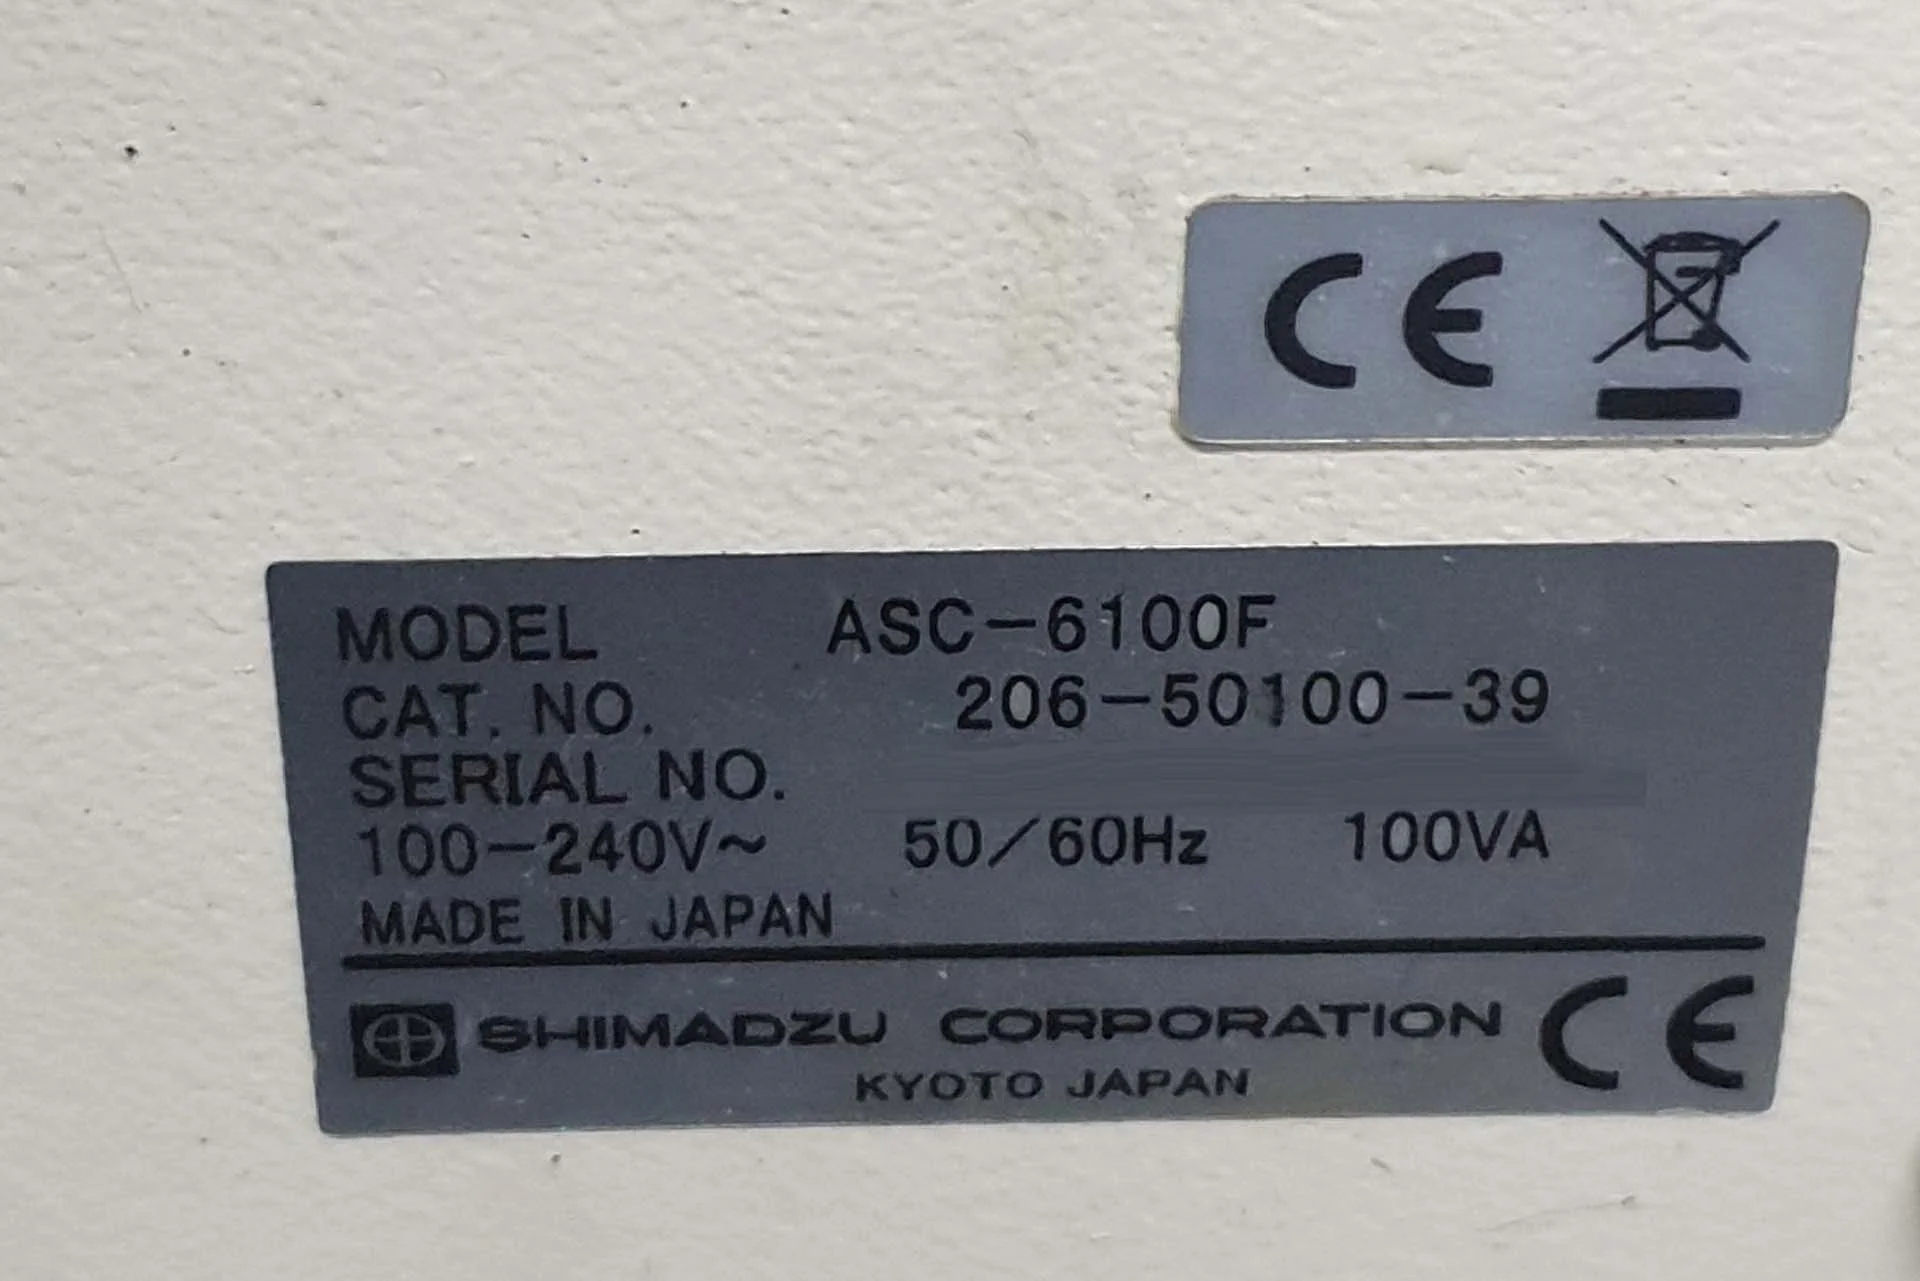 CE
MODEL ASC-6100F
CAT. NO. 206-50100-39
SERIAL NO.
100-240V~ 50/60Hz 100VA
MADE IN JAPAN
SHIMADZU CORPORATION CE
KYOTO JAPAN